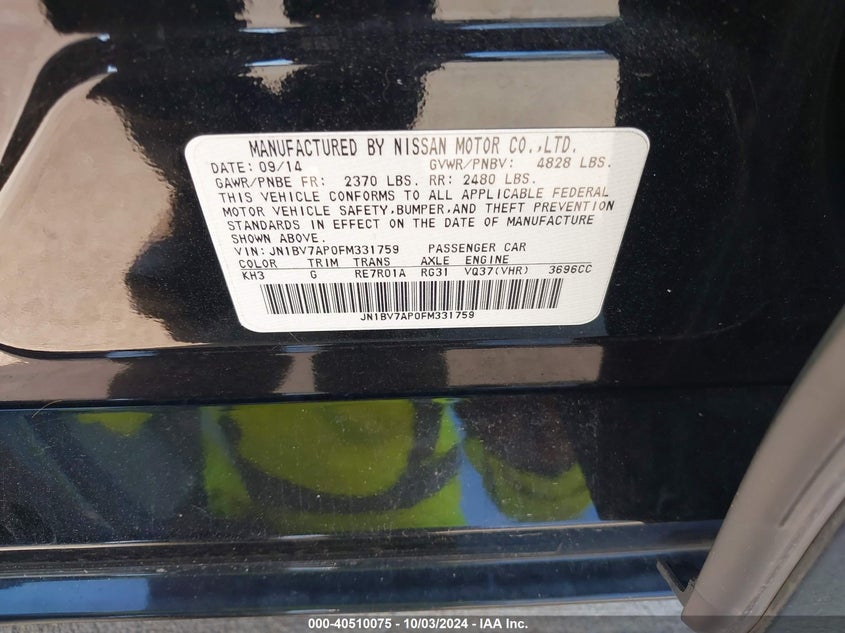 MANUFACTURED BY NISSAN MOTOR CO.,LTD.
DATE: 09/14 GVWR/PNBV: 4828 LBS.
GAWR/PNBE FR: 2370 LBS. RR: 2480 LBS.
THIS VEHICLE CONFORMS TO ALL APPLICABLE FEDERAL
MOTOR VEHICLE SAFETY,BUMPER,AND THEFT PREVENTION
STANDARDS IN EFFECT ON THE DATE OF MANUFACTURE
SHOWN ABOVE.
VIN: JN1BV7AP0FM331759 PASSENGER CAR
COLOR TRIM TRANS AXLE ENGINE
KH3 G RE7R01A RG31 VQ37(VHR) 3696CC
JN1BV7AP0FM331759
000-40510075 - 10/03/2024 - IAA Inc.